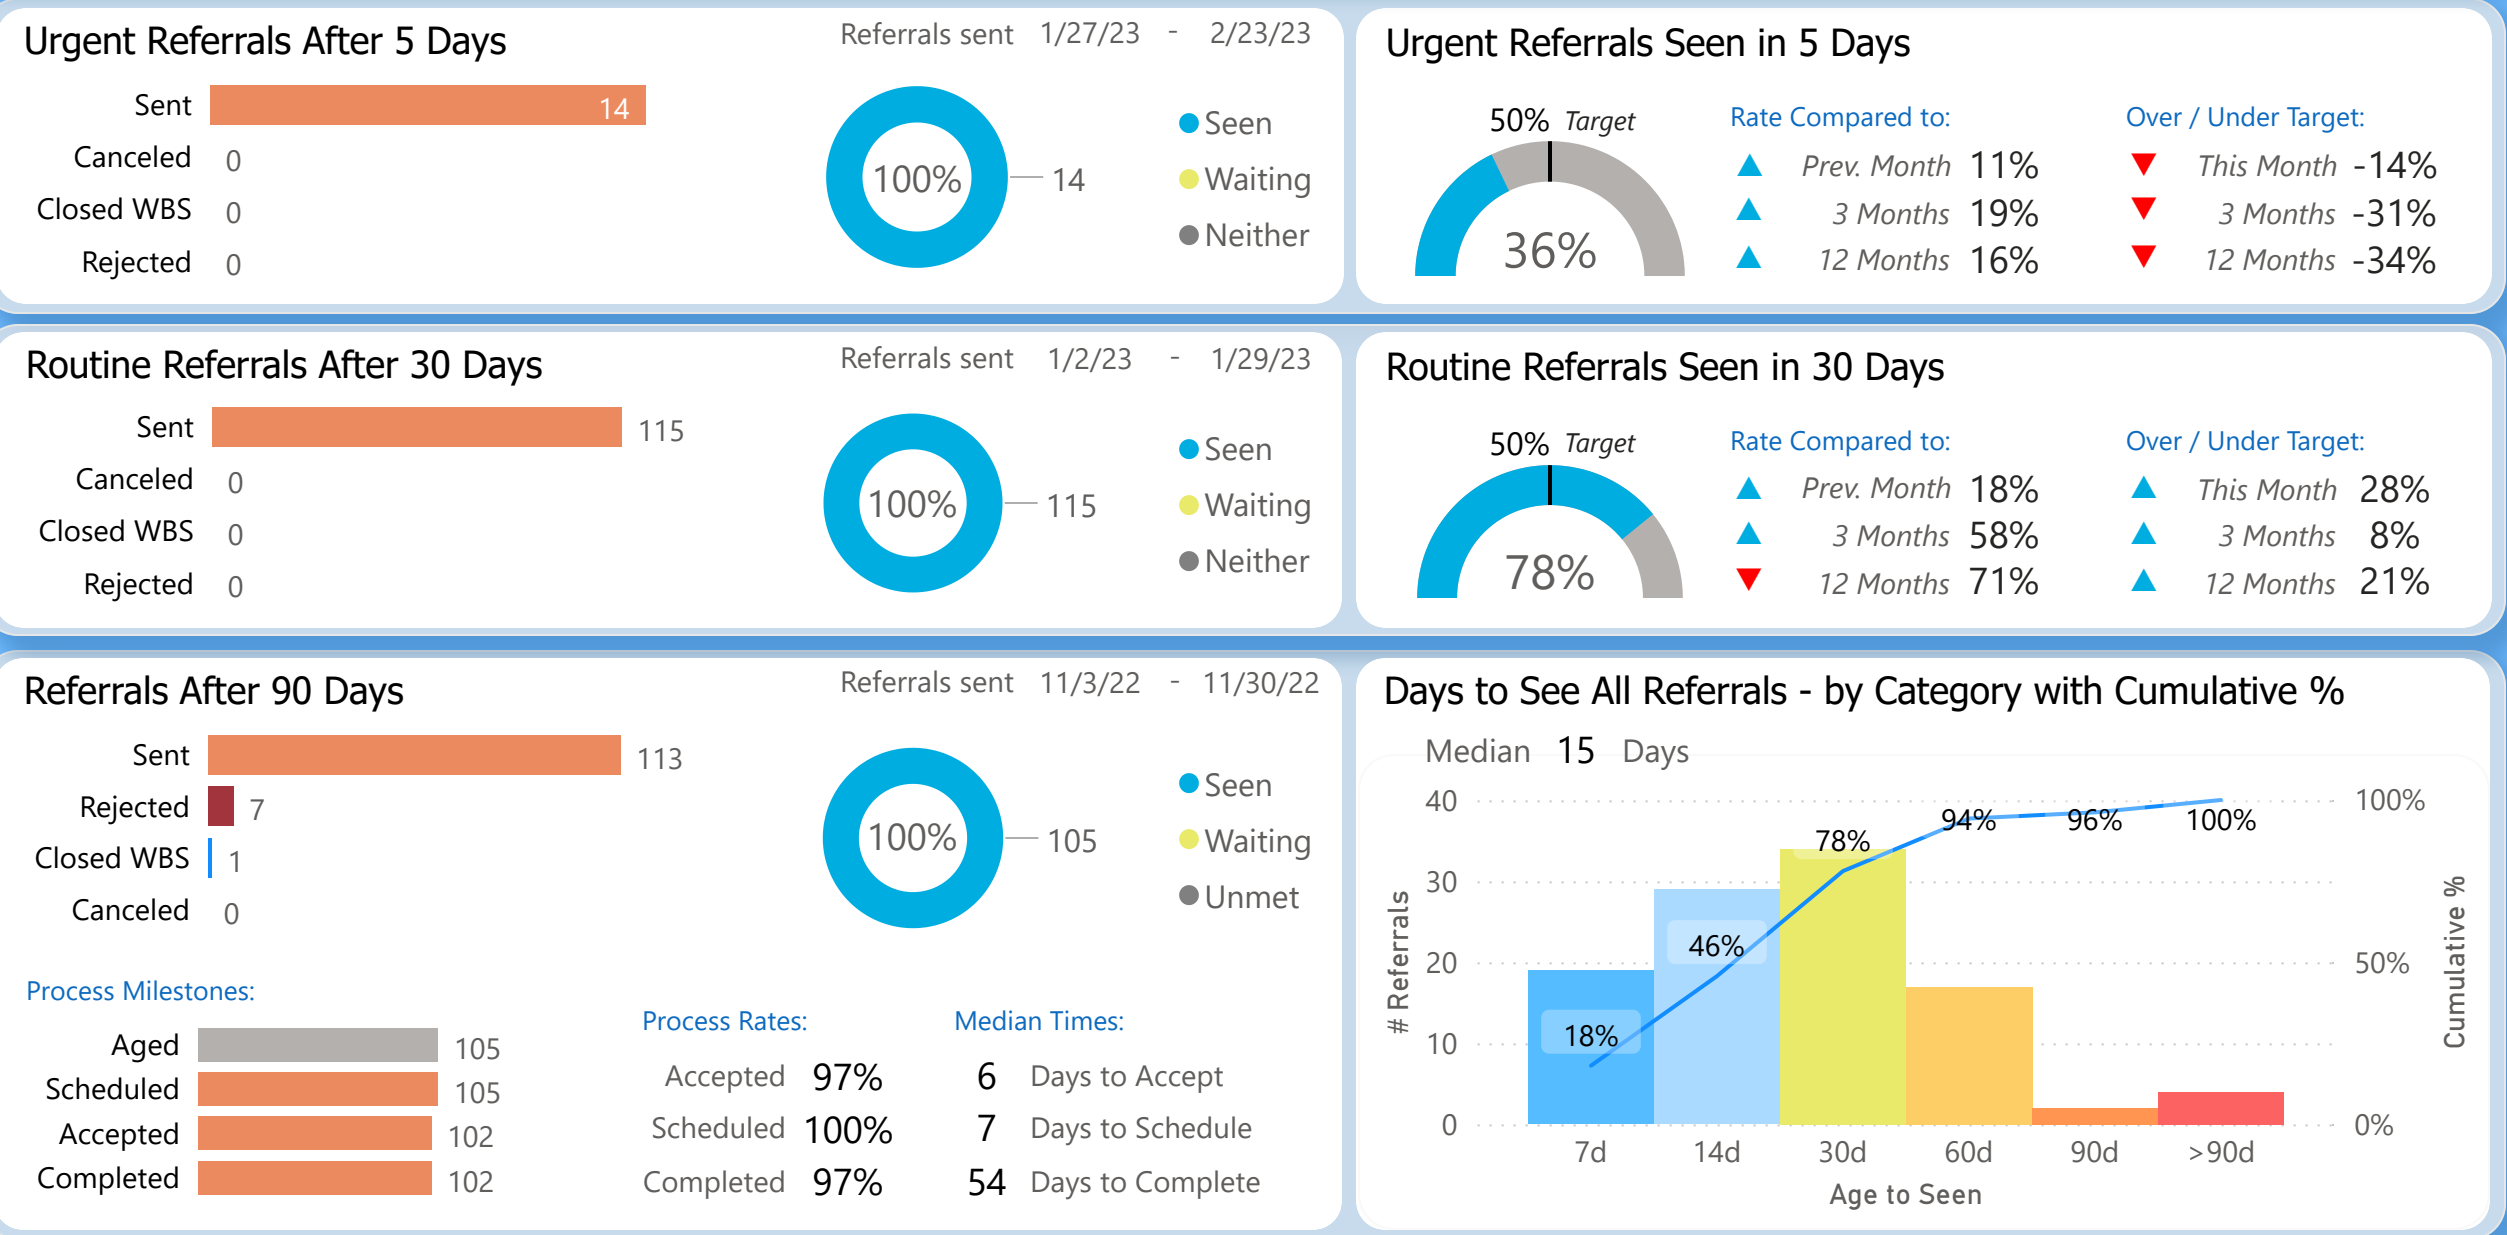 Urgent Referrals After 5 Days
Referrals sent 1/27/23 - 2/23/23
Sent 14
Canceled 0
Closed WBS 0
Rejected 0
100% 14
Seen
Waiting
Neither
Urgent Referrals Seen in 5 Days
50% Target
36%
Rate Compared to:
Prev. Month 11%
3 Months 19%
12 Months 16%
Over / Under Target:
This Month -14%
3 Months -31%
12 Months -34%
Routine Referrals After 30 Days
Referrals sent 1/2/23 - 1/29/23
Sent 115
Canceled 0
Closed WBS 0
Rejected 0
100% 115
Seen
Waiting
Neither
Routine Referrals Seen in 30 Days
50% Target
78%
Rate Compared to:
Prev. Month 18%
3 Months 58%
12 Months 71%
Over / Under Target:
This Month 28%
3 Months 8%
12 Months 21%
Referrals After 90 Days
Referrals sent 11/3/22 - 11/30/22
Sent 113
Rejected 7
Closed WBS 1
Canceled 0
100% 105
Seen
Waiting
Unmet
Process Milestones:
Aged 105
Scheduled 105
Accepted 102
Completed 102
Process Rates:
Accepted 97%
Scheduled 100%
Completed 97%
Median Times:
6 Days to Accept
7 Days to Schedule
54 Days to Complete
Days to See All Referrals - by Category with Cumulative %
Median 15 Days
# Referrals
40
30
20
10
0
18%
46%
78%
94%
96%
100%
100%
50%
0%
Cumulative %
7d 14d 30d 60d 90d >90d
Age to Seen